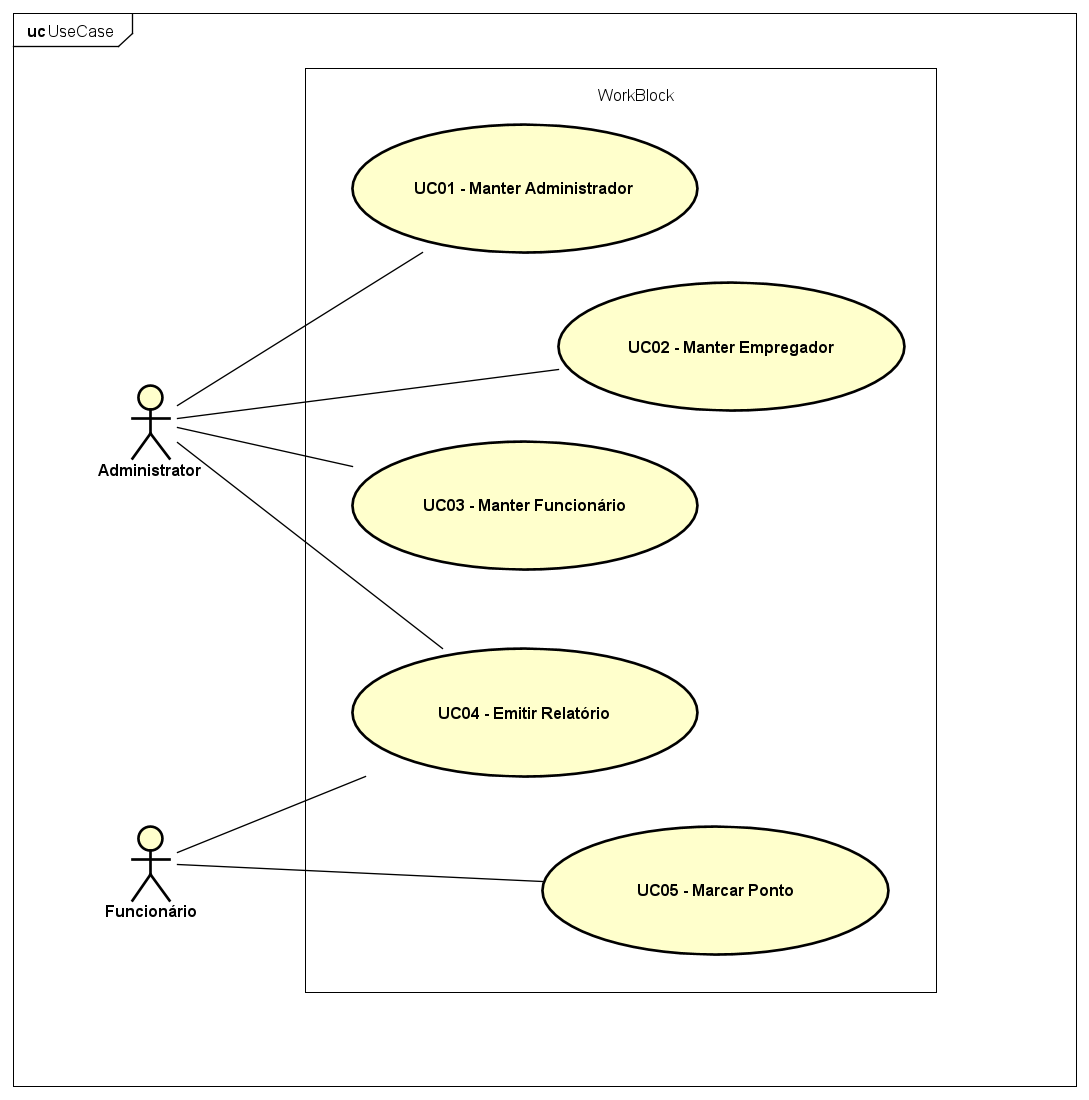 uc UseCase
WorkBlock
UC01 - Manter Administrador
UC02 - Manter Empregador
Administrator
UC03 - Manter Funcionário
UC04 - Emitir Relatório
Funcionário
UC05 - Marcar Ponto